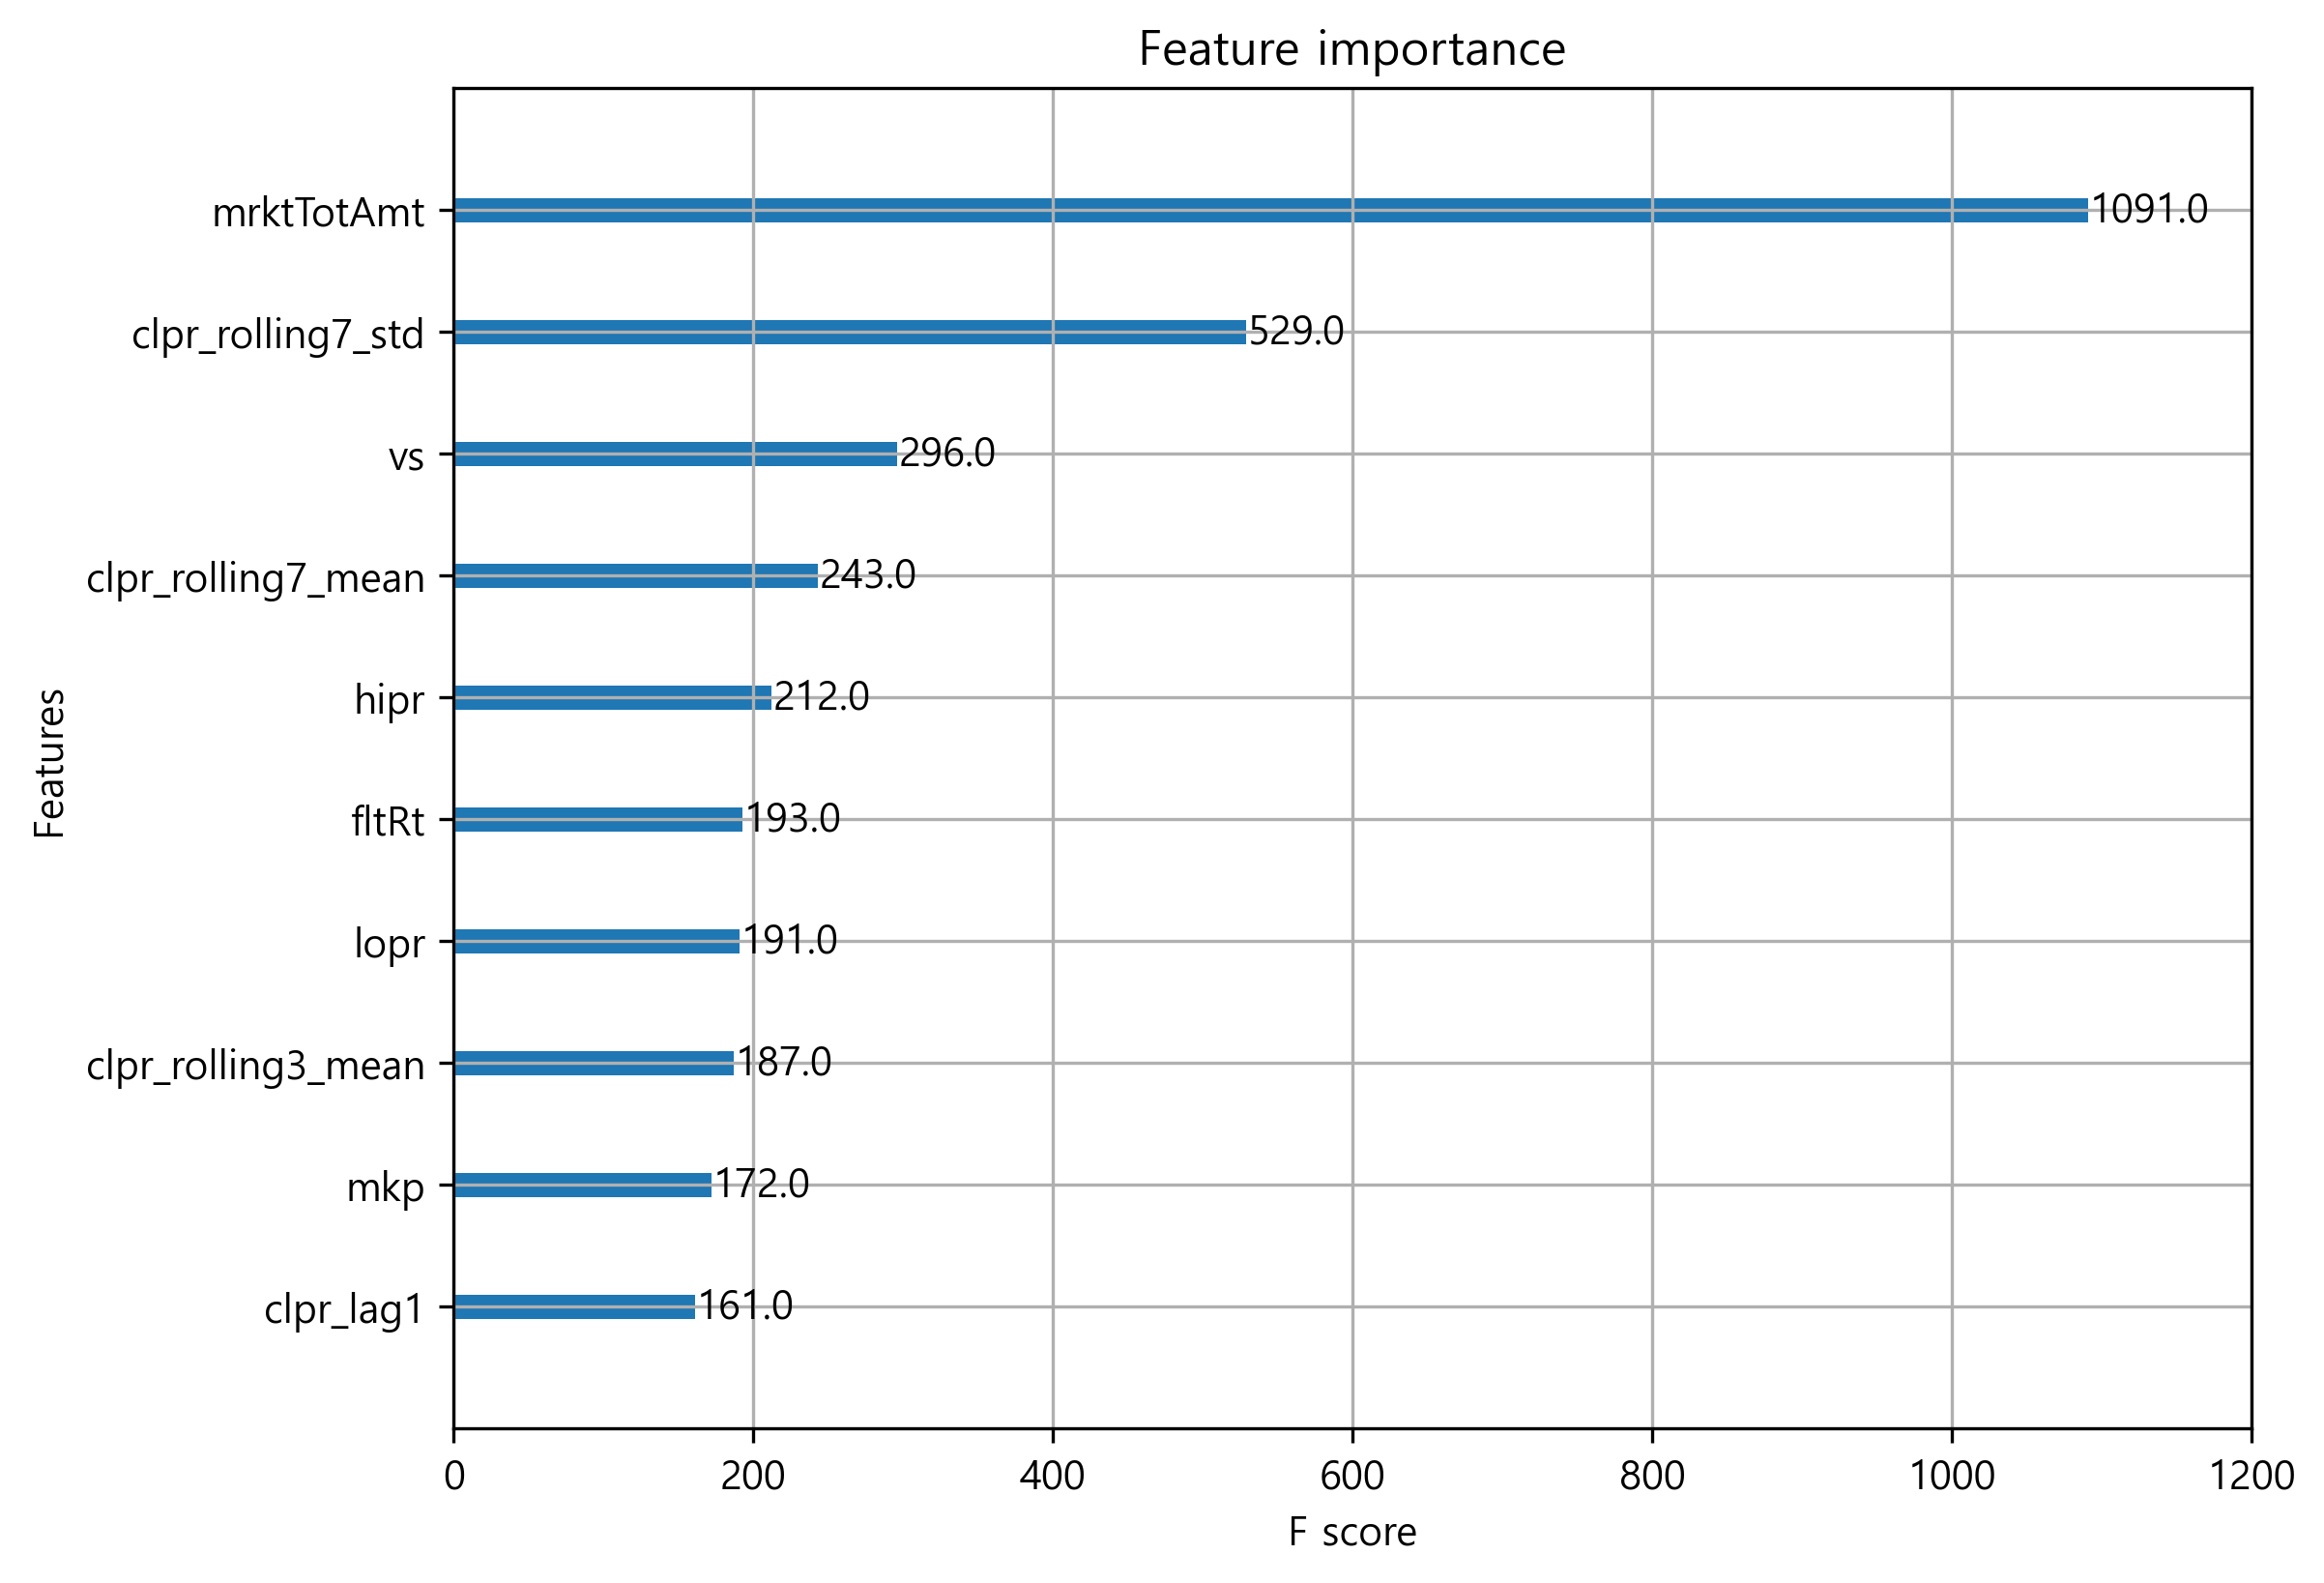 Feature importance
mrktTotAmt 1091.0
clpr_rolling7_std 529.0
vs 296.0
clpr_rolling7_mean 243.0
hipr 212.0
fltRt 193.0
lopr 191.0
clpr_rolling3_mean 187.0
mkp 172.0
clpr_lag1 161.0
Features
0 200 400 600 800 1000 1200
F score